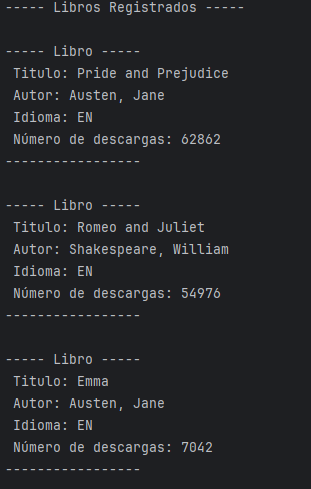 ----- Libros Registrados -----
----- Libro -----
Titulo: Pride and Prejudice
Autor: Austen, Jane
Idioma: EN
Número de descargas: 62862
-----------------
----- Libro -----
Titulo: Romeo and Juliet
Autor: Shakespeare, William
Idioma: EN
Número de descargas: 54976
-----------------
----- Libro -----
Titulo: Emma
Autor: Austen, Jane
Idioma: EN
Número de descargas: 7042
-----------------